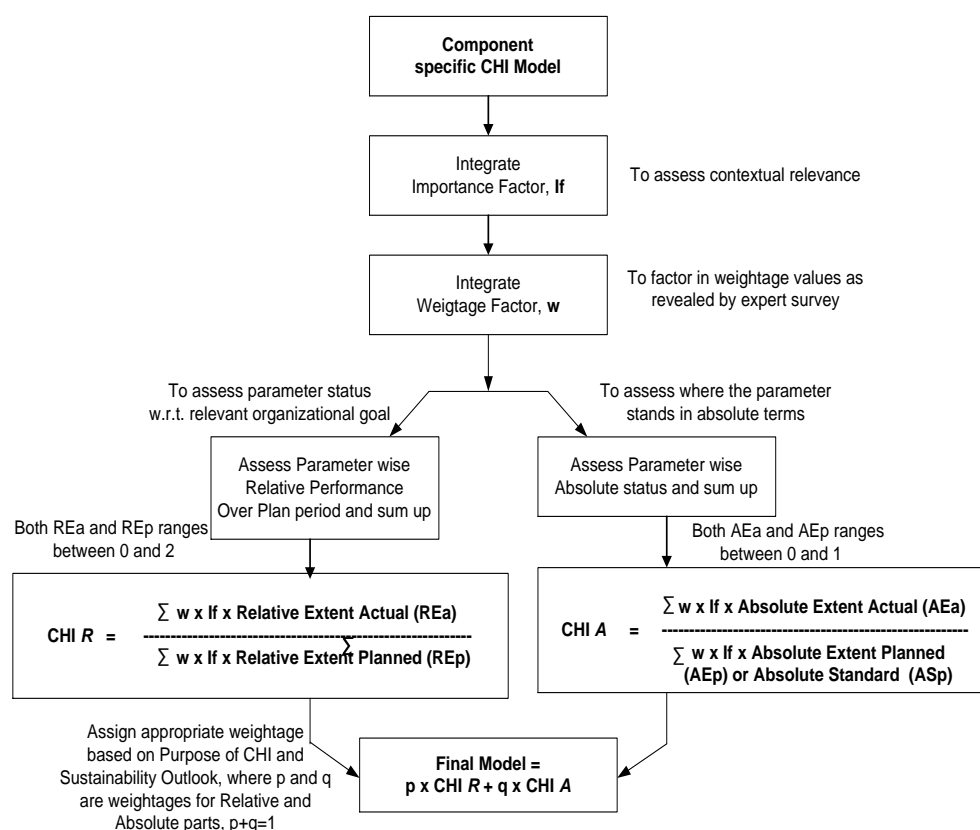 Component
specific CHI Model
Integrate
Importance Factor, If
To assess contextual relevance
Integrate
Weigtage Factor, w
To factor in weightage values as
revealed by expert survey
To assess parameter status
w.r.t. relevant organizational goal
To assess where the parameter
stands in absolute terms
Assess Parameter wise
Relative Performance
Over Plan period and sum up
Assess Parameter wise
Absolute status and sum up
Both REa and REp ranges
between 0 and 2
Both AEa and AEp ranges
between 0 and 1
CHI R =
∑ w x If x Relative Extent Actual (REa)
------------------------------------------------------------
∑ w x If x Relative Extent Planned (REp)
∑
CHI A =
∑ w x If x Absolute Extent Actual (AEa)
--------------------------------------------------------
∑ w x If x Absolute Extent Planned
(AEp) or Absolute Standard (ASp)
Assign appropriate weightage
based on Purpose of CHI and
Sustainability Outlook, where p and q
are weightages for Relative and
Absolute parts, p+q=1
Final Model =
p x CHI R + q x CHI A